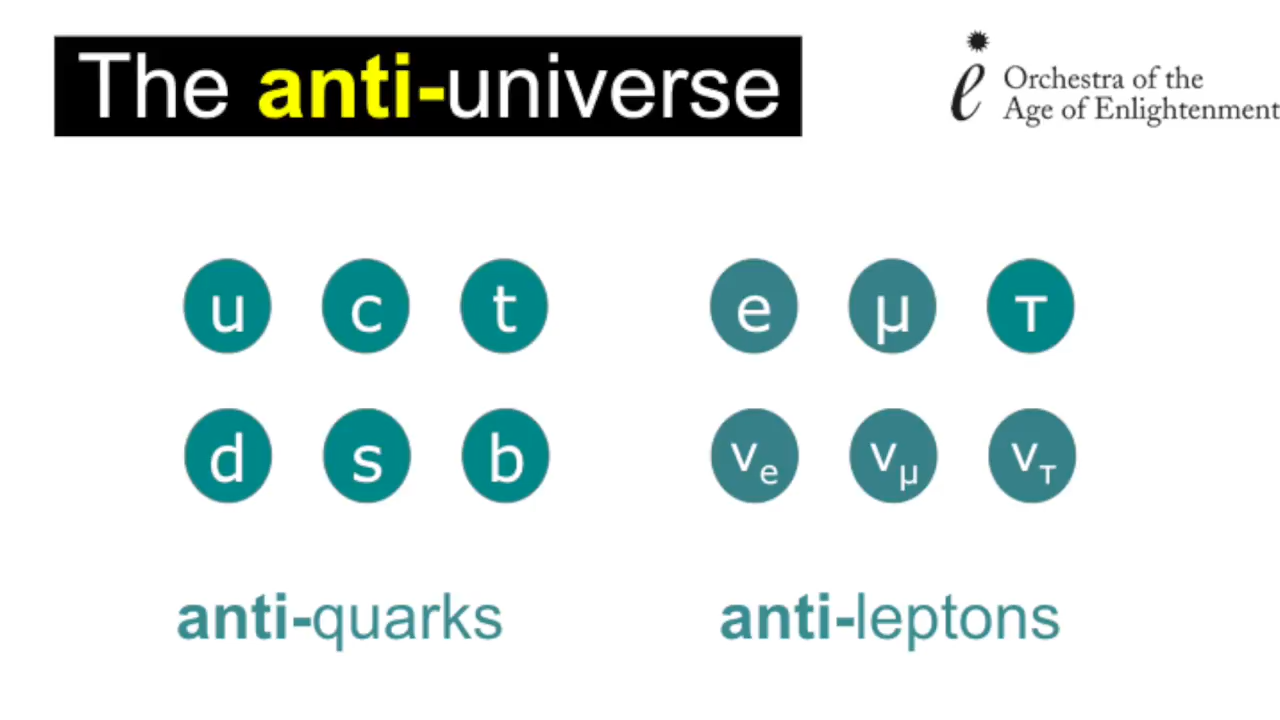 The anti-universe
Orchestra of the
Age of Enlightenment
u c t
e μ τ
d s b
νe νμ ντ
anti-quarks
anti-leptons